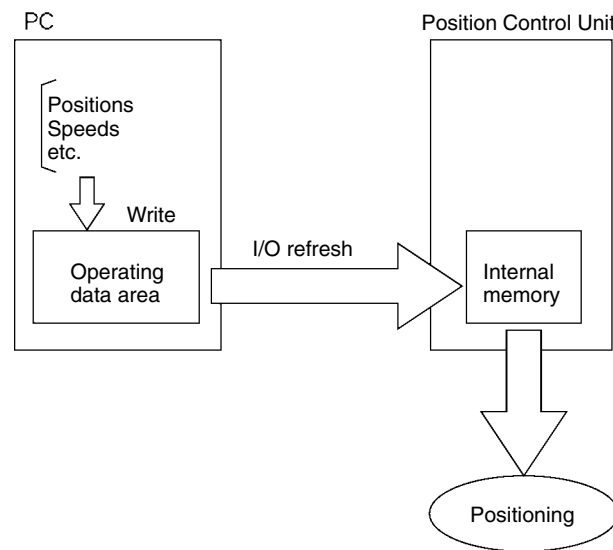 PC
Position Control Unit
Positions
Speeds
etc.
Write
I/O refresh
Operating
data area
Internal
memory
Positioning